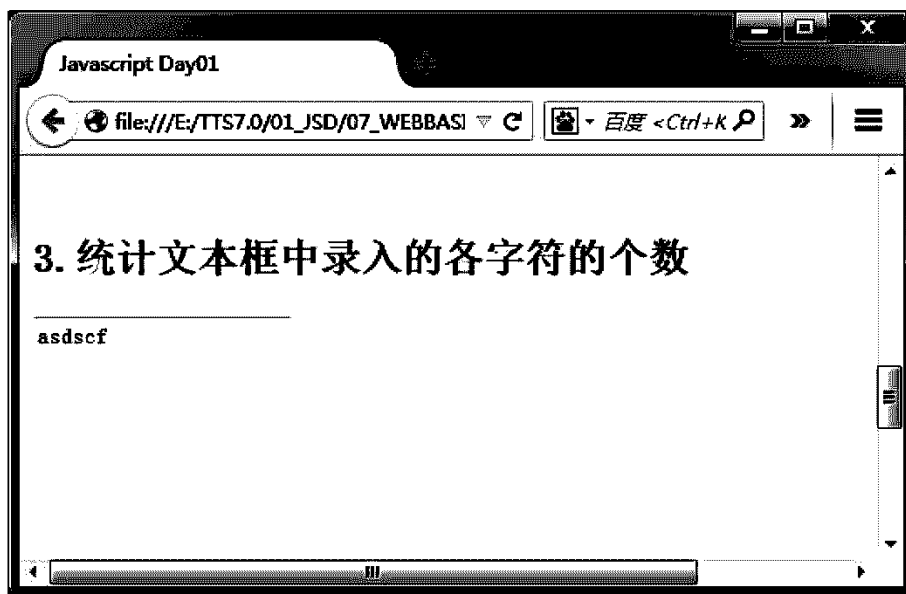 Javascript Day01
file:///E:/TTS7.0/01_JSD/07_WEBBASI
百度 <Ctrl+K
3. 统计文本框中录入的各字符的个数
asdscf